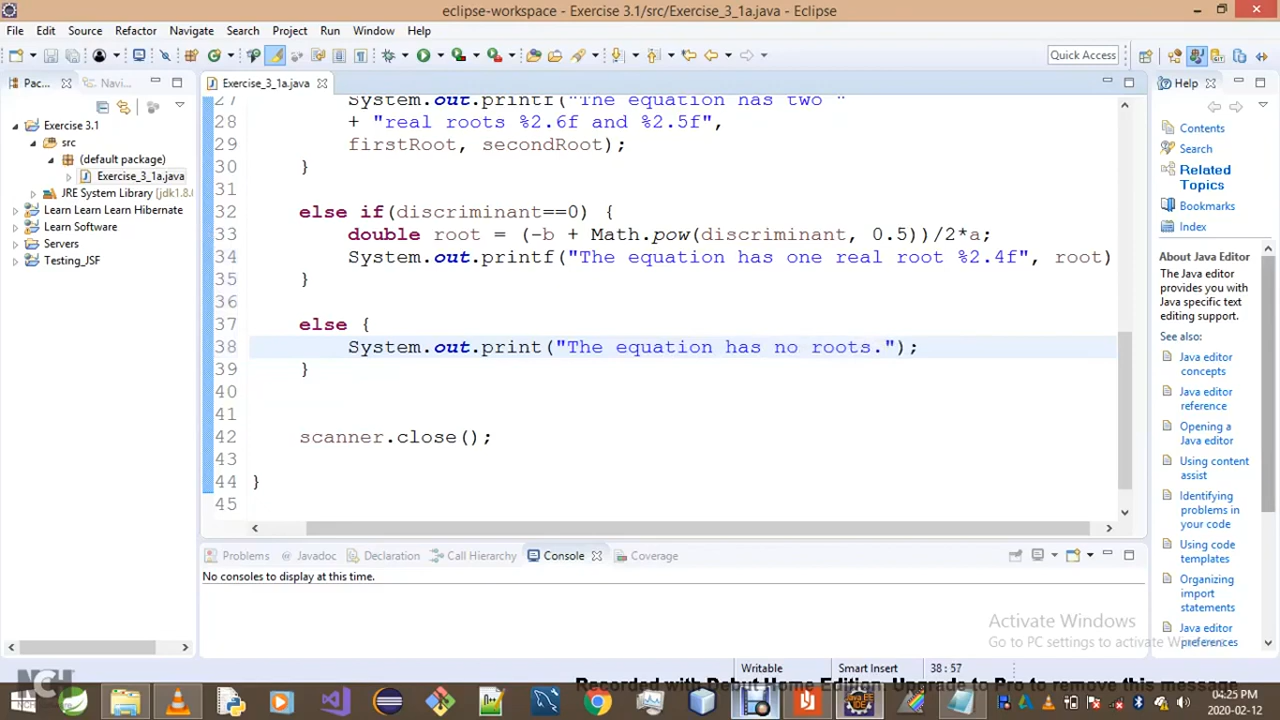 eclipse-workspace - Exercise 3.1/src/Exercise_3_1a.java - Eclipse
File Edit Source Refactor Navigate Search Project Run Window Help
Quick Access
Pac... Navi... Exercise_3_1a.java Help
Exercise 3.1
src
(default package)
Exercise_3_1a.java
JRE System Library [jdk1.8.0
Learn Learn Learn Hibernate
Learn Software
Servers
Testing_JSF
27 System.out.printf("The equation has two "
28 + "real roots %2.6f and %2.5f",
29 firstRoot, secondRoot);
30 }
31
32 else if(discriminant==0) {
33 double root = (-b + Math.pow(discriminant, 0.5))/2*a;
34 System.out.printf("The equation has one real root %2.4f", root)
35 }
36
37 else {
38 System.out.print("The equation has no roots.");
39 }
40
41
42 scanner.close();
43
44 }
45
Contents
Search
Related
Topics
Bookmarks
Index
About Java Editor
The Java editor
provides you with
Java specific text
editing support.
See also:
Java editor
concepts
Java editor
reference
Opening a
Java editor
Using content
assist
Identifying
problems in
your code
Using code
templates
Organizing
import
statements
Java editor
preferences
Problems @ Javadoc Declaration Call Hierarchy Console Coverage
No consoles to display at this time.
Activate Windows
Go to PC settings to activate Windows.
Writable Smart Insert 38 : 57
NCH
Recorded with Debut Home Edition. Upgrade to Pro to remove this message
04:25 PM
2020-02-12